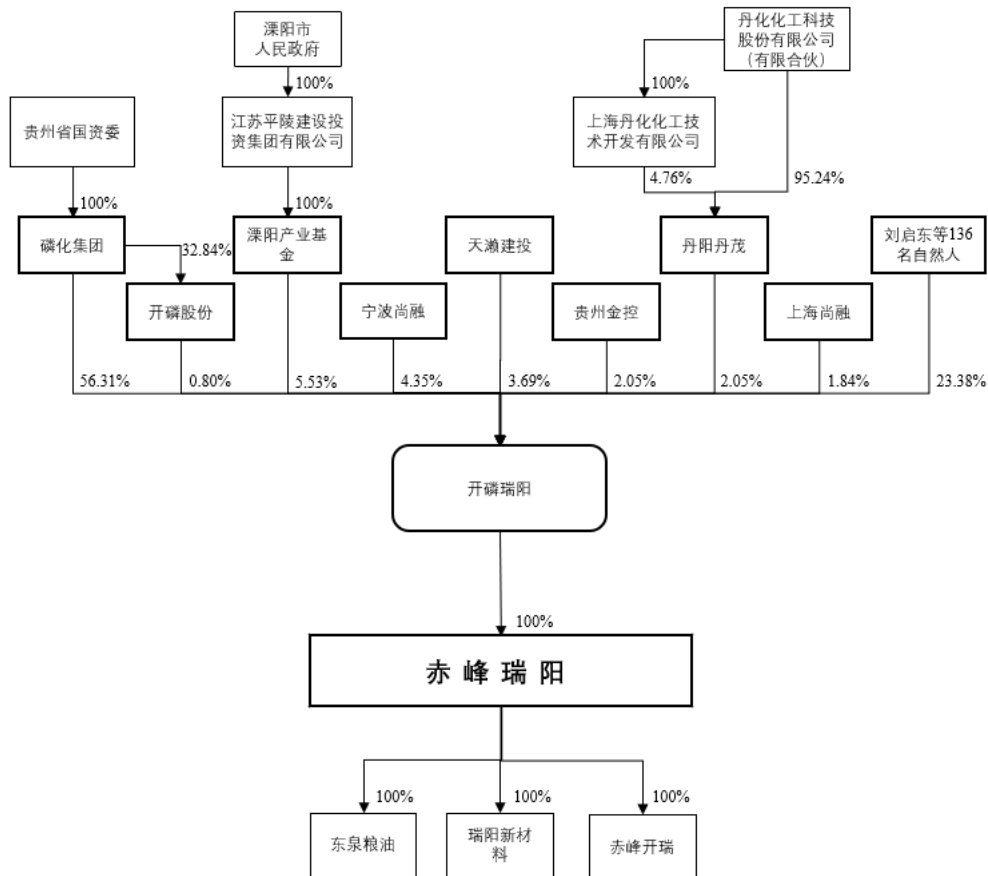 溧阳市
人民政府
丹化化工科技
股份有限公司
（有限合伙）
100%
100%
贵州省国资委
江苏平陵建设投
资集团有限公司
上海丹化化工技
术开发有限公司
4.76%
95.24%
100%
100%
磷化集团
32.84%
溧阳产业基
金
天濑建投
丹阳丹茂
刘启东等136
名自然人
开磷股份
宁波尚融
贵州金控
上海尚融
56.31%
0.80%
5.53%
4.35%
3.69%
2.05%
2.05%
1.84%
23.38%
开磷瑞阳
100%
赤峰瑞阳
100%
100%
100%
东泉粮油
瑞阳新材
料
赤峰开瑞